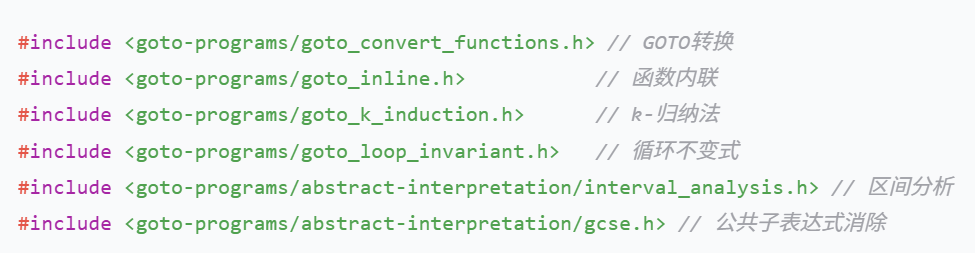 #include <goto-programs/goto_convert_functions.h> // GOTO转换
#include <goto-programs/goto_inline.h> // 函数内联
#include <goto-programs/goto_k_induction.h> // k-归纳法
#include <goto-programs/goto_loop_invariant.h> // 循环不变式
#include <goto-programs/abstract-interpretation/interval_analysis.h> // 区间分析
#include <goto-programs/abstract-interpretation/gcse.h> // 公共子表达式消除